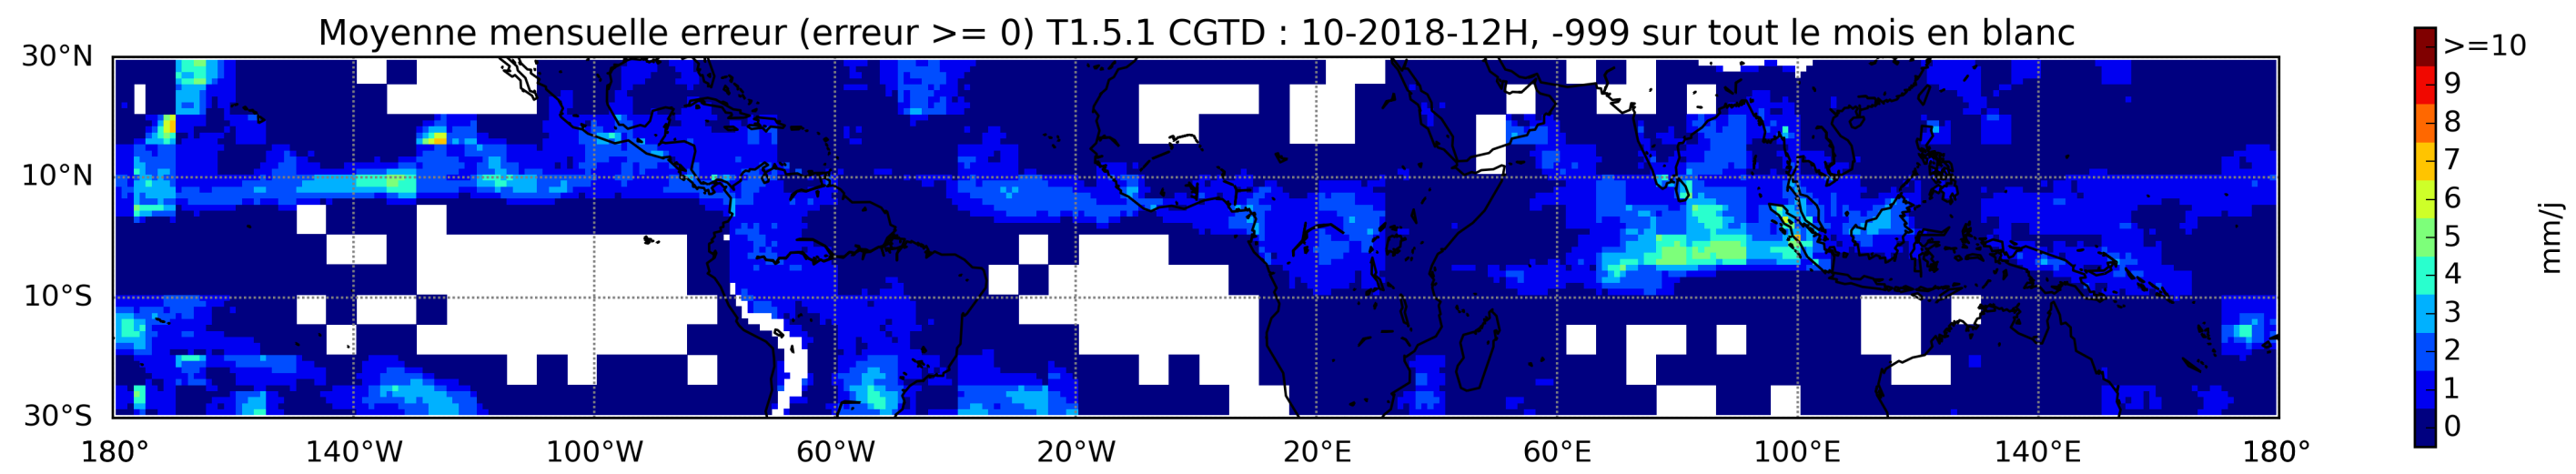 Moyenne mensuelle erreur (erreur >= 0) T1.5.1 CGTD : 10-2018-12H, -999 sur tout le mois en blanc
30°N
10°N
10°S
30°S
180° 140°W 100°W 60°W 20°W 20°E 60°E 100°E 140°E 180°
>=10
9
8
7
6
5
4
3
2
1
0
mm/j